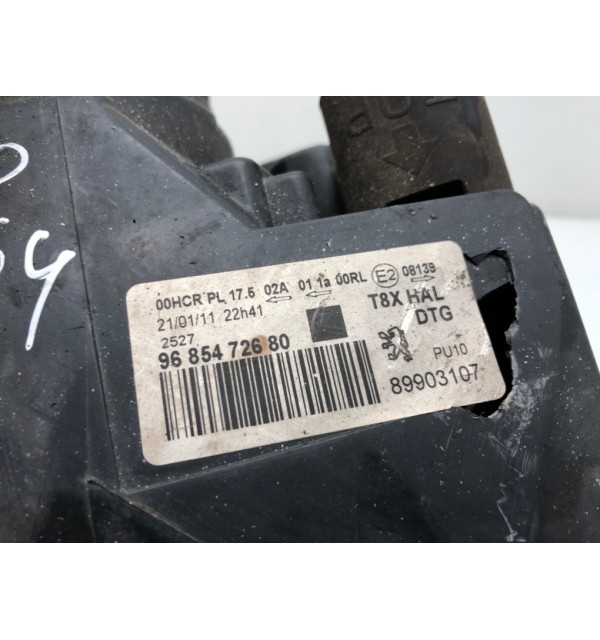 00HCR PL 17.5 02A 01 1a 00RL E2 08139
21/01/11 22h41
T8X HAL
2527
DTG
96 854 726 80
PU10
89903107